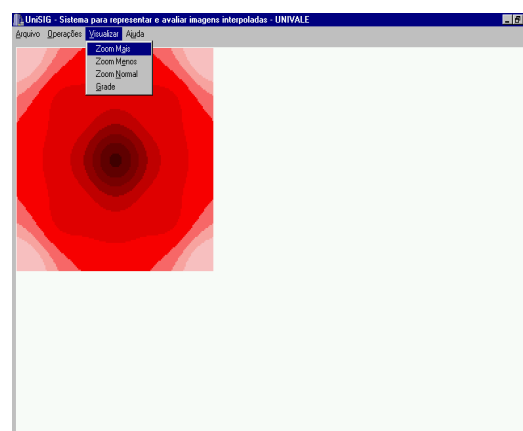 UniSIG - Sistema para representar e avaliar imagens interpoladas - UNIVALE
Arquivo Operações Visualizar Ajuda
Zoom Mais
Zoom Menos
Zoom Normal
Grade